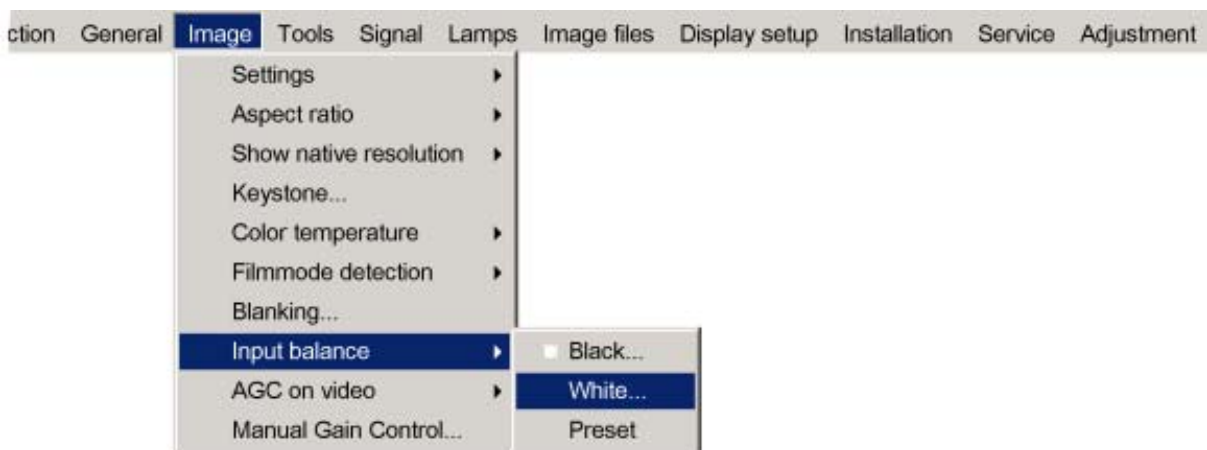 ction General Image Tools Signal Lamps Image files Display setup Installation Service Adjustment
Settings
Aspect ratio
Show native resolution
Keystone...
Color temperature
Filmmode detection
Blanking...
Input balance
Black...
AGC on video
White...
Manual Gain Control...
Preset